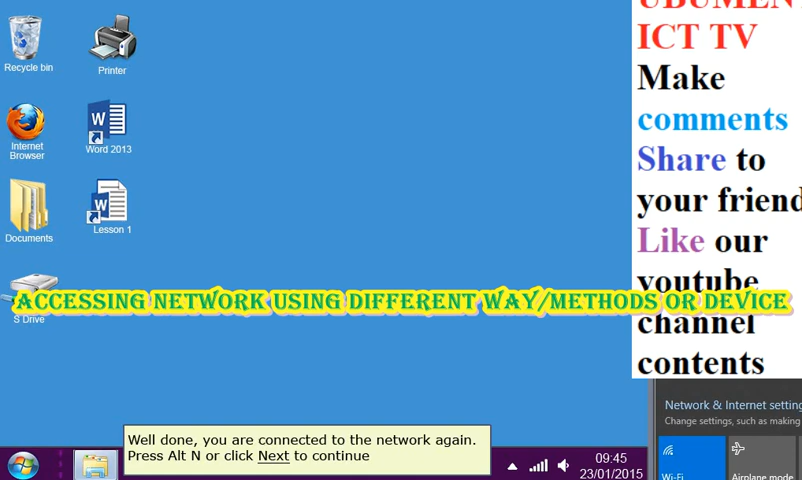 UBUMEN
ICT TV
Make
comments
Share to
your friend
Like our
youtube
channel
contents
Recycle bin
Printer
Internet
Browser
Word 2013
Documents
Lesson 1
S Drive
ACCESSING NETWORK USING DIFFERENT WAY/METHODS OR DEVICE
Network & Internet setting
Change settings, such as making
Wi-Fi
Airplane mode
Well done, you are connected to the network again.
Press Alt N or click Next to continue
09:45
23/01/2015